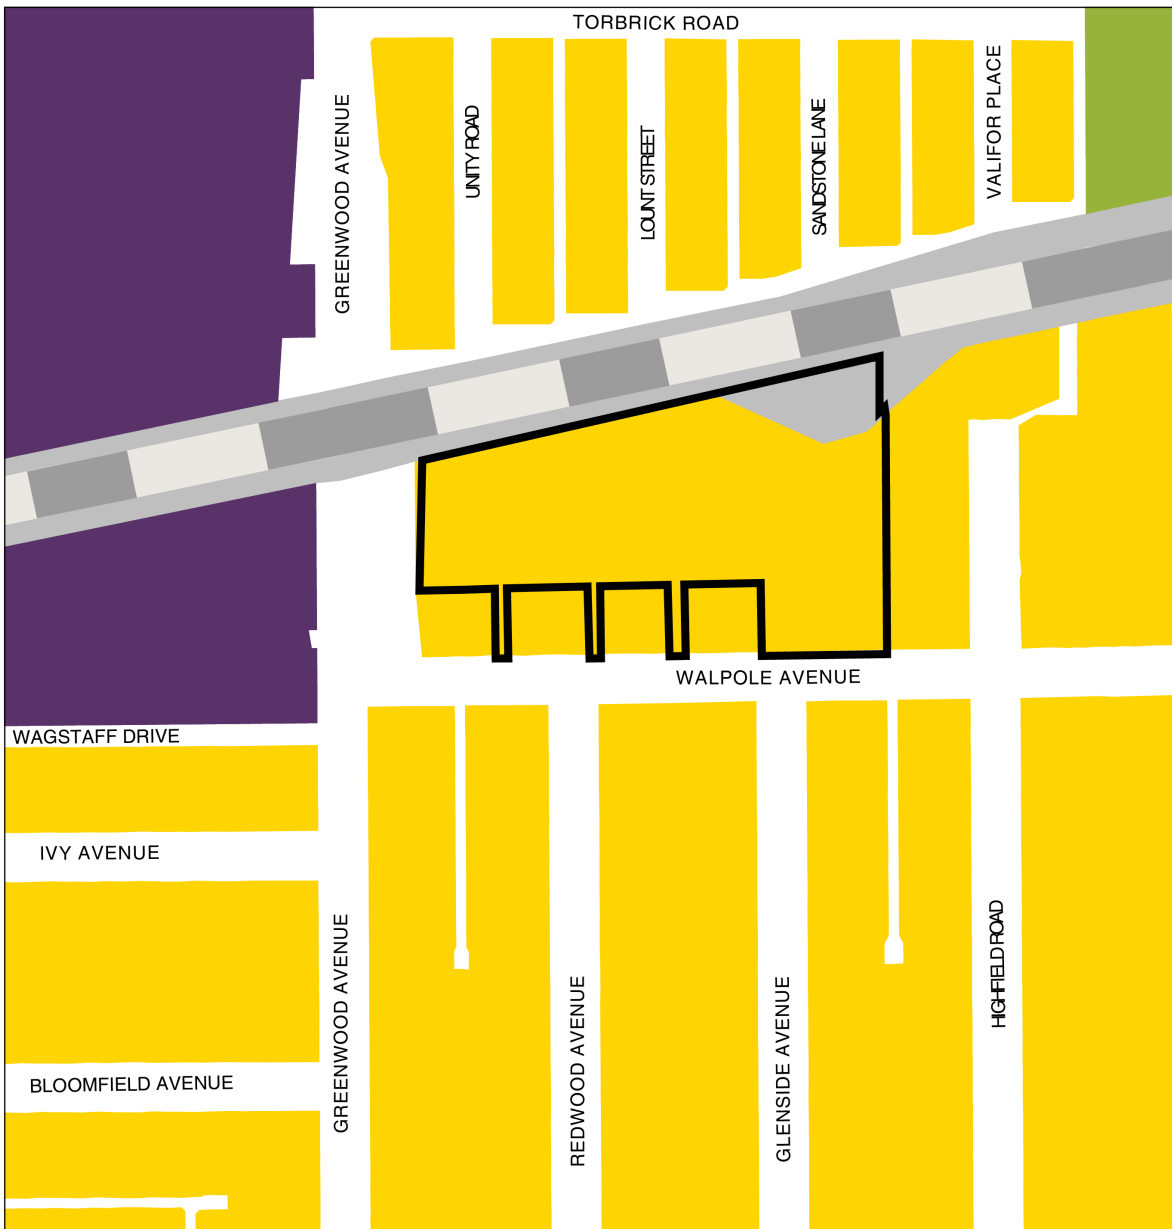 TORBRICK ROAD
GREENWOOD AVENUE
UNITY ROAD
LOUNT STREET
SANDSTONE LANE
VALIFOR PLACE
WALPOLE AVENUE
WAGSTAFF DRIVE
IVY AVENUE
BLOOMFIELD AVENUE
GREENWOOD AVENUE
REDWOOD AVENUE
GLENSIDE AVENUE
HIGHFIELD ROAD